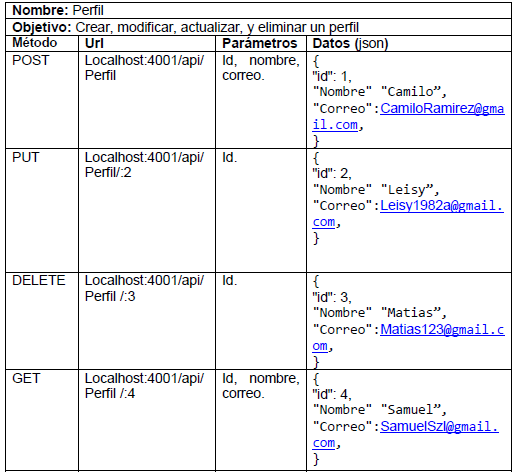 Nombre: Perfil
Objetivo: Crear, modificar, actualizar, y eliminar un perfil
Método Url Parámetros Datos (json)
POST Localhost:4001/api/ Id, nombre, {
Perfil correo. "id": 1,
"Nombre" "Camilo”,
"Correo":CamiloRamirez@gma
il.com,
}
PUT Localhost:4001/api/ Id. {
Perfil/:2 "id": 2,
"Nombre" "Leisy”,
"Correo":Leisy1982a@gmail.
com,
}
DELETE Localhost:4001/api/ Id. {
Perfil /:3 "id": 3,
"Nombre" "Matias”,
"Correo":Matias123@gmail.c
om,
}
GET Localhost:4001/api/ Id, nombre, {
Perfil /:4 correo. "id": 4,
"Nombre" "Samuel”,
"Correo":SamuelSzl@gmail.
com,
}